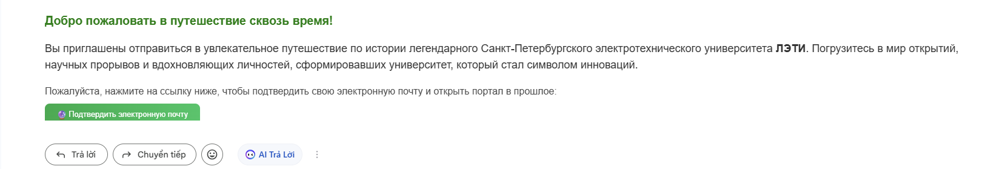 Добро пожаловать в путешествие сквозь время!
Вы приглашены отправиться в увлекательное путешествие по истории легендарного Санкт-Петербургского электротехнического университета ЛЭТИ. Погрузитесь в мир открытий,
научных прорывов и вдохновляющих личностей, сформировавших университет, который стал символом инноваций.
Пожалуйста, нажмите на ссылку ниже, чтобы подтвердить свою электронную почту и открыть портал в прошлое:
🔮 Подтвердить электронную почту
Trả lời Chuyển tiếp AI Trả Lời